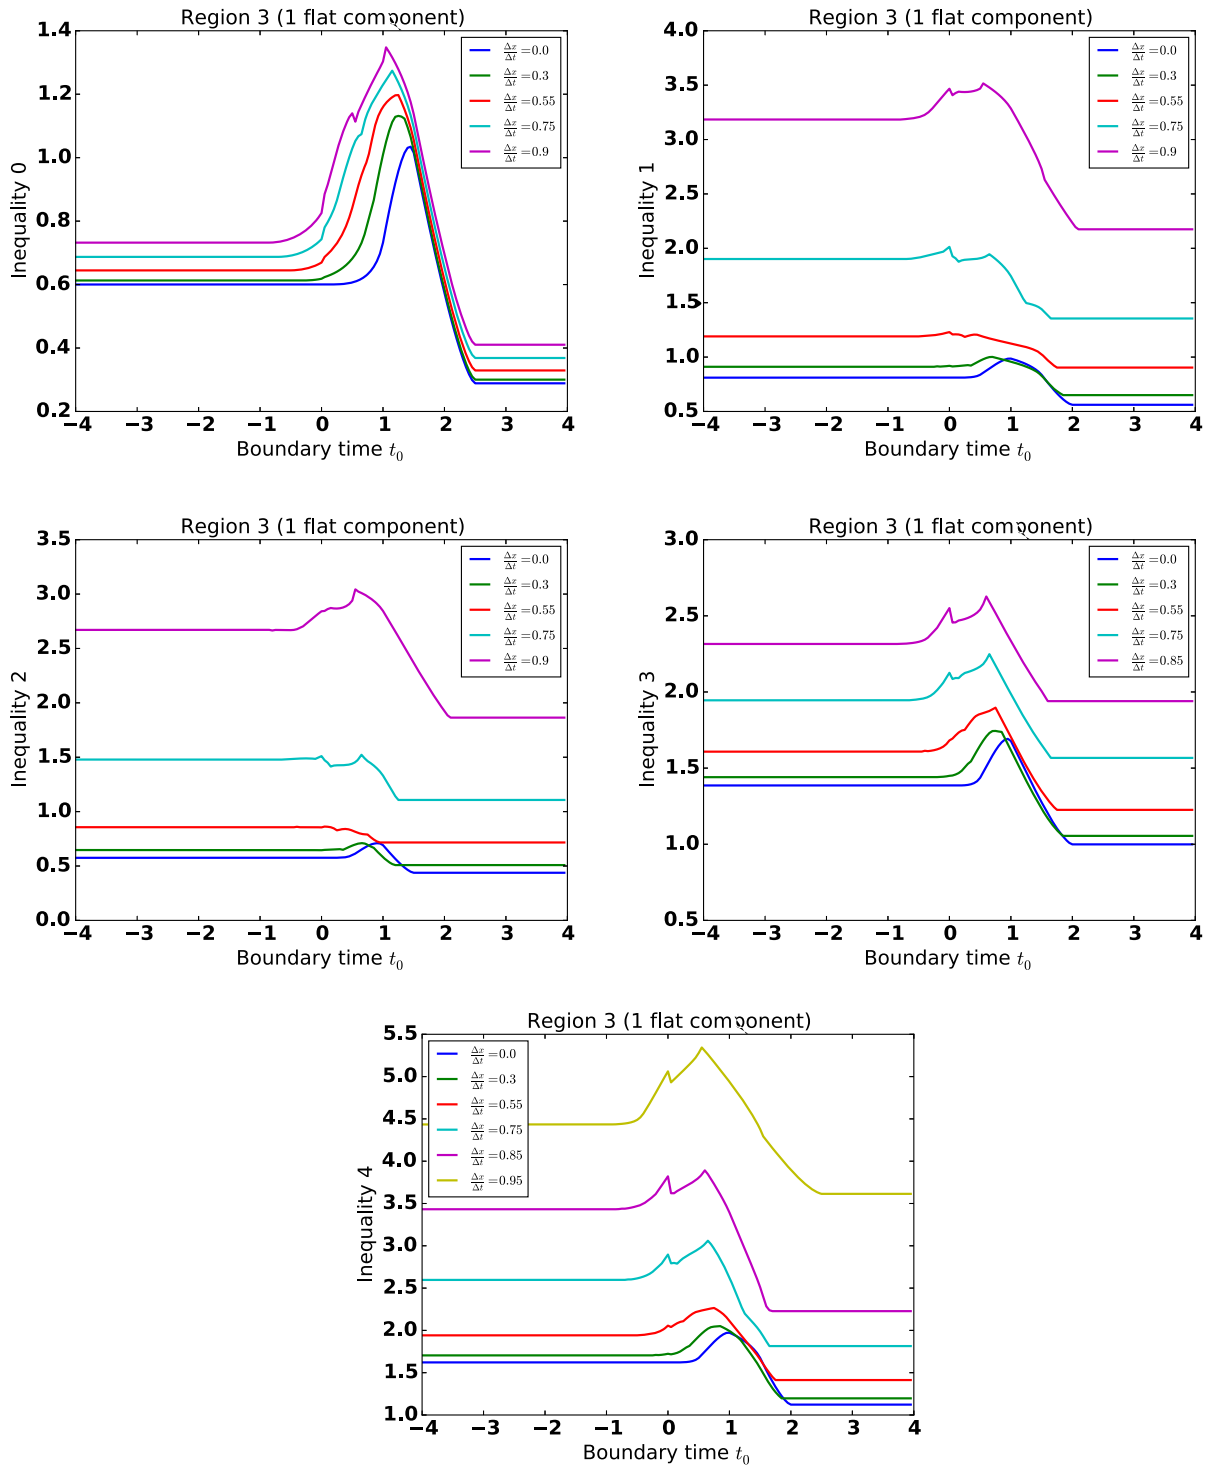 Region 3 (1 flat component)
Inequality 0
1.4
1.2
1.0
0.8
0.6
0.4
0.2
Δx/Δt =0.0
Δx/Δt =0.3
Δx/Δt =0.55
Δx/Δt =0.75
Δx/Δt =0.9
−4 −3 −2 −1 0 1 2 3 4
Boundary time t₀
Region 3 (1 flat component)
Inequality 1
4.0
3.5
3.0
2.5
2.0
1.5
1.0
0.5
Δx/Δt =0.0
Δx/Δt =0.3
Δx/Δt =0.55
Δx/Δt =0.75
Δx/Δt =0.9
−4 −3 −2 −1 0 1 2 3 4
Boundary time t₀
Region 3 (1 flat component)
Inequality 2
3.5
3.0
2.5
2.0
1.5
1.0
0.5
0.0
Δx/Δt =0.0
Δx/Δt =0.3
Δx/Δt =0.55
Δx/Δt =0.75
Δx/Δt =0.9
−4 −3 −2 −1 0 1 2 3 4
Boundary time t₀
Region 3 (1 flat component)
Inequality 3
3.0
2.5
2.0
1.5
1.0
0.5
Δx/Δt =0.0
Δx/Δt =0.3
Δx/Δt =0.55
Δx/Δt =0.75
Δx/Δt =0.85
−4 −3 −2 −1 0 1 2 3 4
Boundary time t₀
Region 3 (1 flat component)
Inequality 4
5.5
5.0
4.5
4.0
3.5
3.0
2.5
2.0
1.5
1.0
Δx/Δt =0.0
Δx/Δt =0.3
Δx/Δt =0.55
Δx/Δt =0.75
Δx/Δt =0.85
Δx/Δt =0.95
−4 −3 −2 −1 0 1 2 3 4
Boundary time t₀